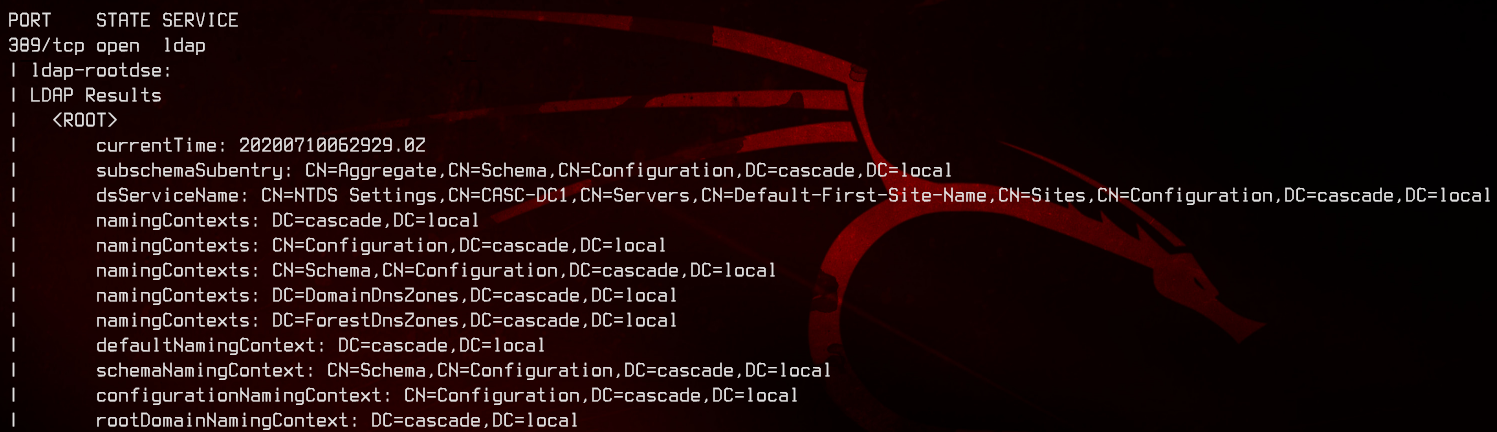 PORT    STATE SERVICE
389/tcp open  ldap
| ldap-rootdse:
| LDAP Results
|   <ROOT>
|       currentTime: 20200710062929.0Z
|       subschemaSubentry: CN=Aggregate,CN=Schema,CN=Configuration,DC=cascade,DC=local
|       dsServiceName: CN=NTDS Settings,CN=CASC-DC1,CN=Servers,CN=Default-First-Site-Name,CN=Sites,CN=Configuration,DC=cascade,DC=local
|       namingContexts: DC=cascade,DC=local
|       namingContexts: CN=Configuration,DC=cascade,DC=local
|       namingContexts: CN=Schema,CN=Configuration,DC=cascade,DC=local
|       namingContexts: DC=DomainDnsZones,DC=cascade,DC=local
|       namingContexts: DC=ForestDnsZones,DC=cascade,DC=local
|       defaultNamingContext: DC=cascade,DC=local
|       schemaNamingContext: CN=Schema,CN=Configuration,DC=cascade,DC=local
|       configurationNamingContext: CN=Configuration,DC=cascade,DC=local
|       rootDomainNamingContext: DC=cascade,DC=local